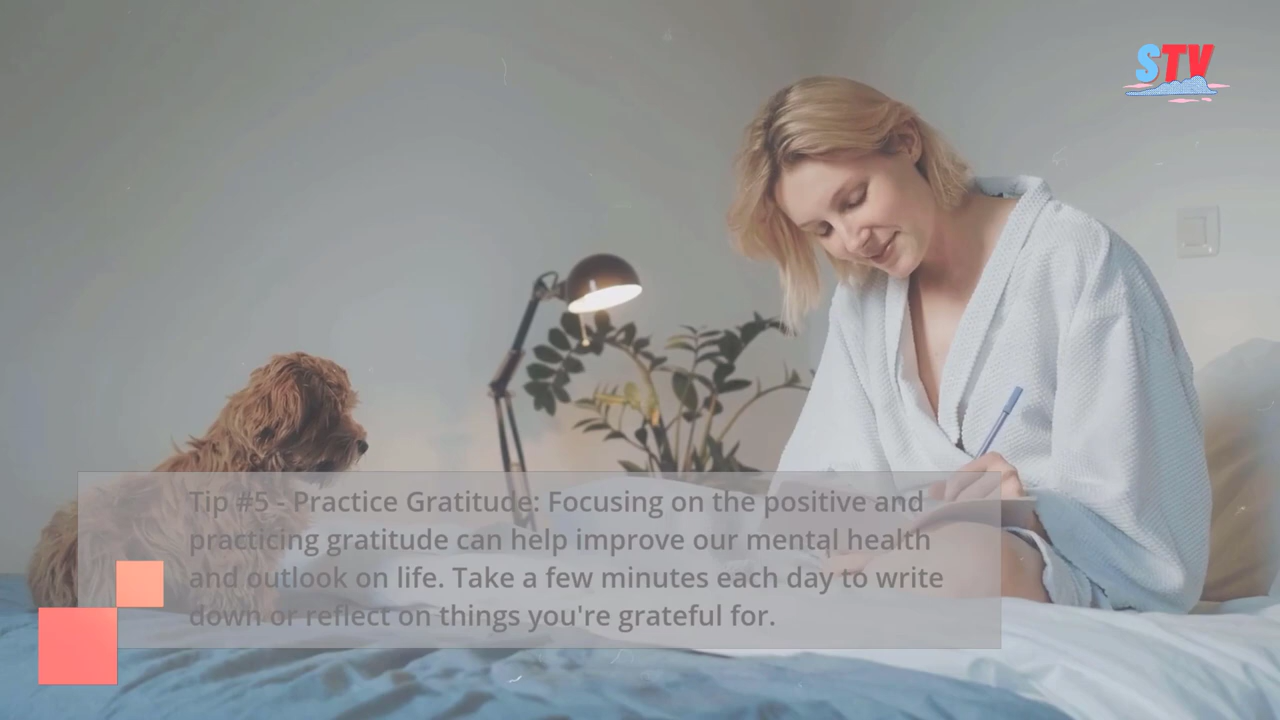 STV
Tip #5 - Practice Gratitude: Focusing on the positive and
practicing gratitude can help improve our mental health
and outlook on life. Take a few minutes each day to write
down or reflect on things you're grateful for.